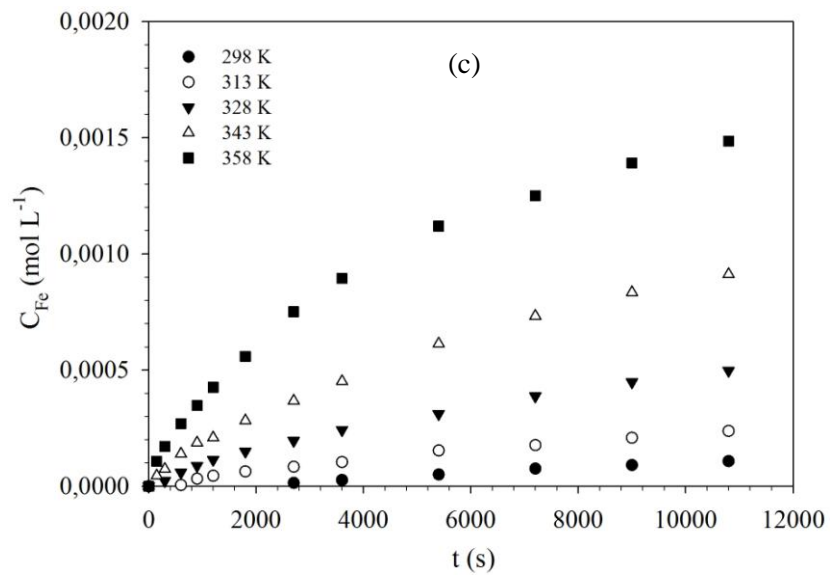 0,0020
(c)
298 K
313 K
328 K
343 K
358 K
0,0015
0,0010
0,0005
0,0000
C_Fe (mol L^-1)
0 2000 4000 6000 8000 10000 12000
t (s)